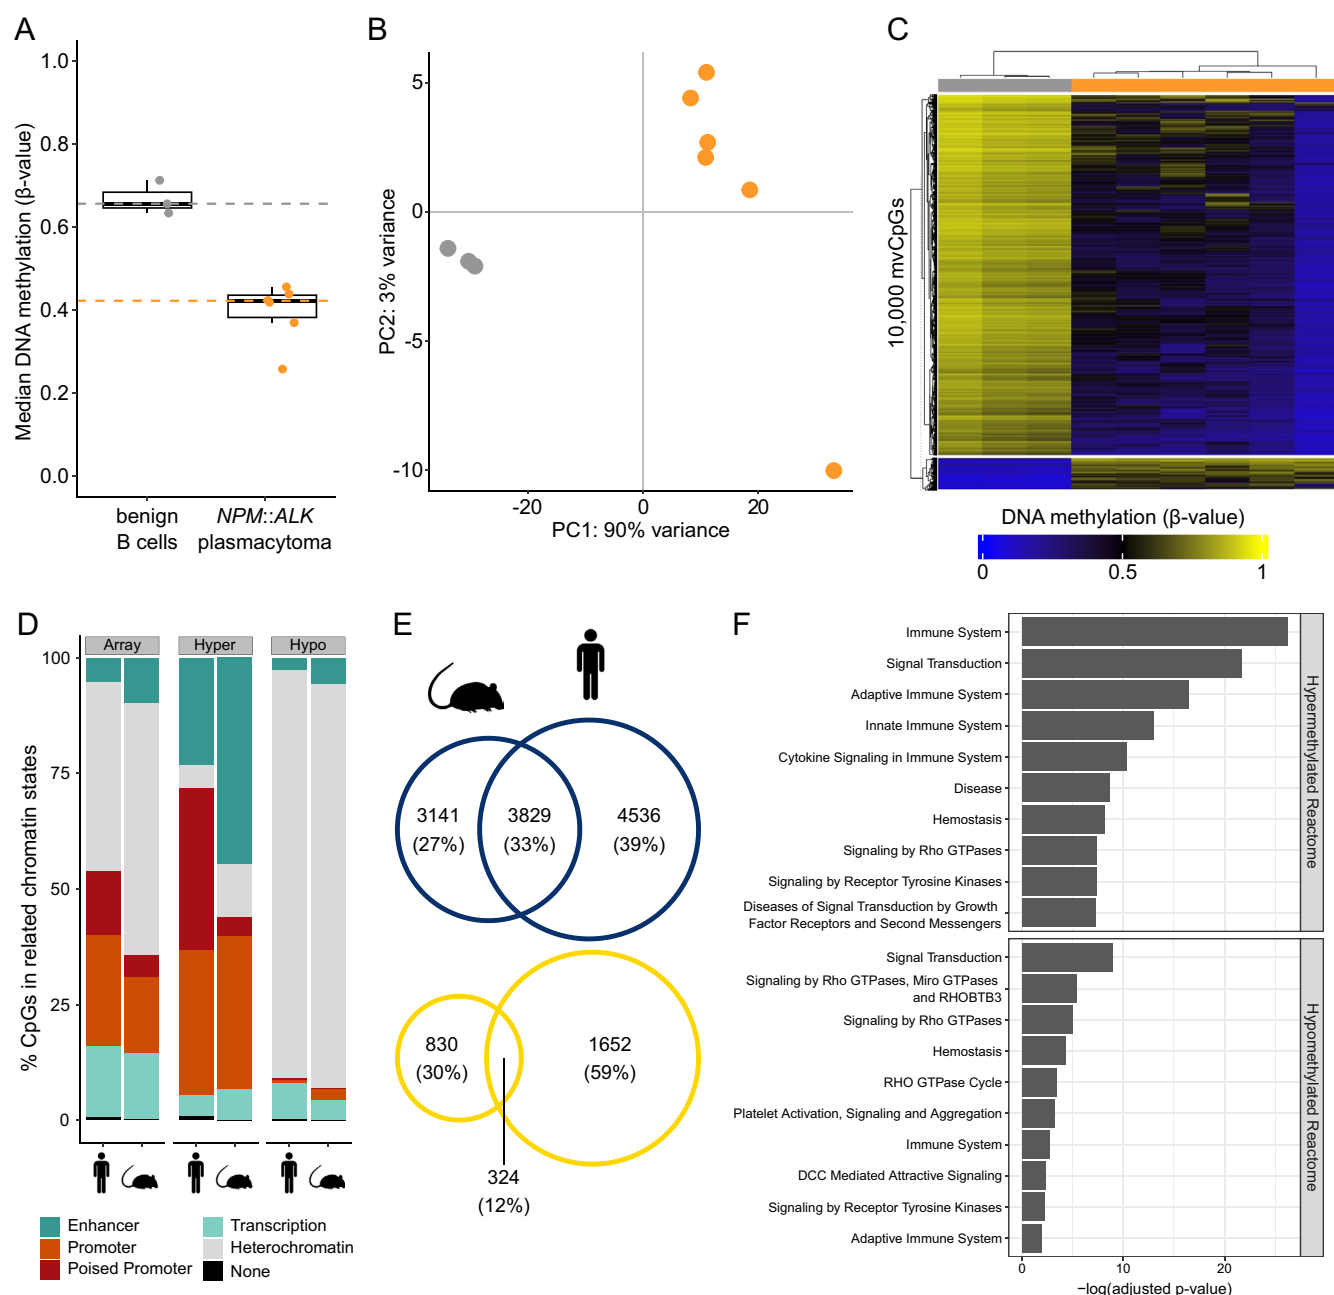 A
Median DNA methylation (β-value)
1.0
0.8
0.6
0.4
0.2
0.0
benign
B cells
NPM::ALK
plasmacytoma
B
PC2: 3% variance
5
0
-5
-10
-20
0
20
PC1: 90% variance
C
10,000 mvCpGs
DNA methylation (β-value)
0
0.5
1
D
% CpGs in related chromatin states
Array
Hyper
Hypo
100
75
50
25
0
Enhancer
Promoter
Poised Promoter
Transcription
Heterochromatin
None
E
3141
(27%)
3829
(33%)
4536
(39%)
830
(30%)
1652
(59%)
324
(12%)
F
Immune System
Signal Transduction
Adaptive Immune System
Innate Immune System
Cytokine Signaling in Immune System
Disease
Hemostasis
Signaling by Rho GTPases
Signaling by Receptor Tyrosine Kinases
Diseases of Signal Transduction by Growth
Factor Receptors and Second Messengers
Hypermethylated Reactome
Signal Transduction
Signaling by Rho GTPases, Miro GTPases
and RHOBTB3
Signaling by Rho GTPases
Hemostasis
RHO GTPase Cycle
Platelet Activation, Signaling and Aggregation
Immune System
DCC Mediated Attractive Signaling
Signaling by Receptor Tyrosine Kinases
Adaptive Immune System
Hypomethylated Reactome
0
10
20
−log(adjusted p-value)